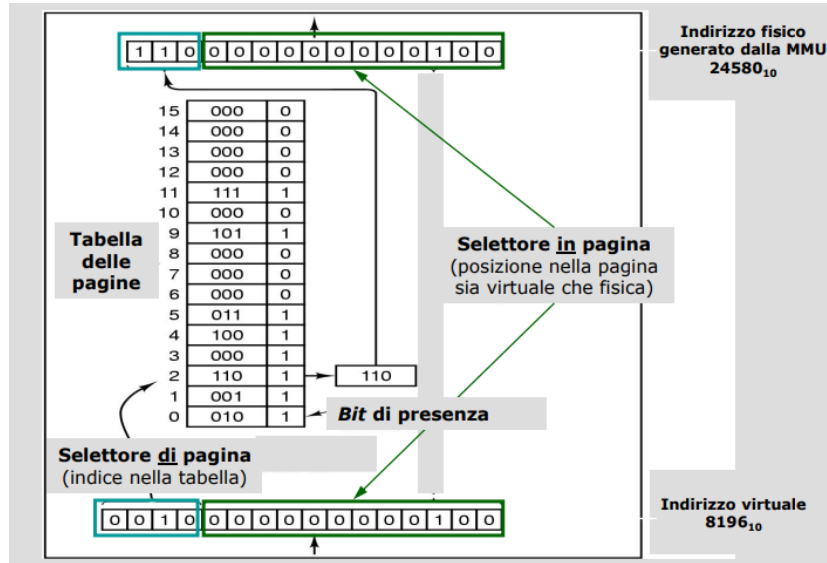 Indirizzo fisico
generato dalla MMU
24580₁₀
1 1 0 0 0 0 0 0 0 0 0 0 1 0 0
15 000 0
14 000 0
13 000 0
12 000 0
11 111 1
10 000 0
9 101 1
8 000 0
7 000 0
6 000 0
5 011 1
4 100 1
3 000 1
2 110 1 110
1 001 1
0 010 1
Tabella
delle
pagine
Selettore in pagina
(posizione nella pagina
sia virtuale che fisica)
Bit di presenza
Selettore di pagina
(indice nella tabella)
0 0 1 0 0 0 0 0 0 0 0 0 0 1 0 0
Indirizzo virtuale
8196₁₀